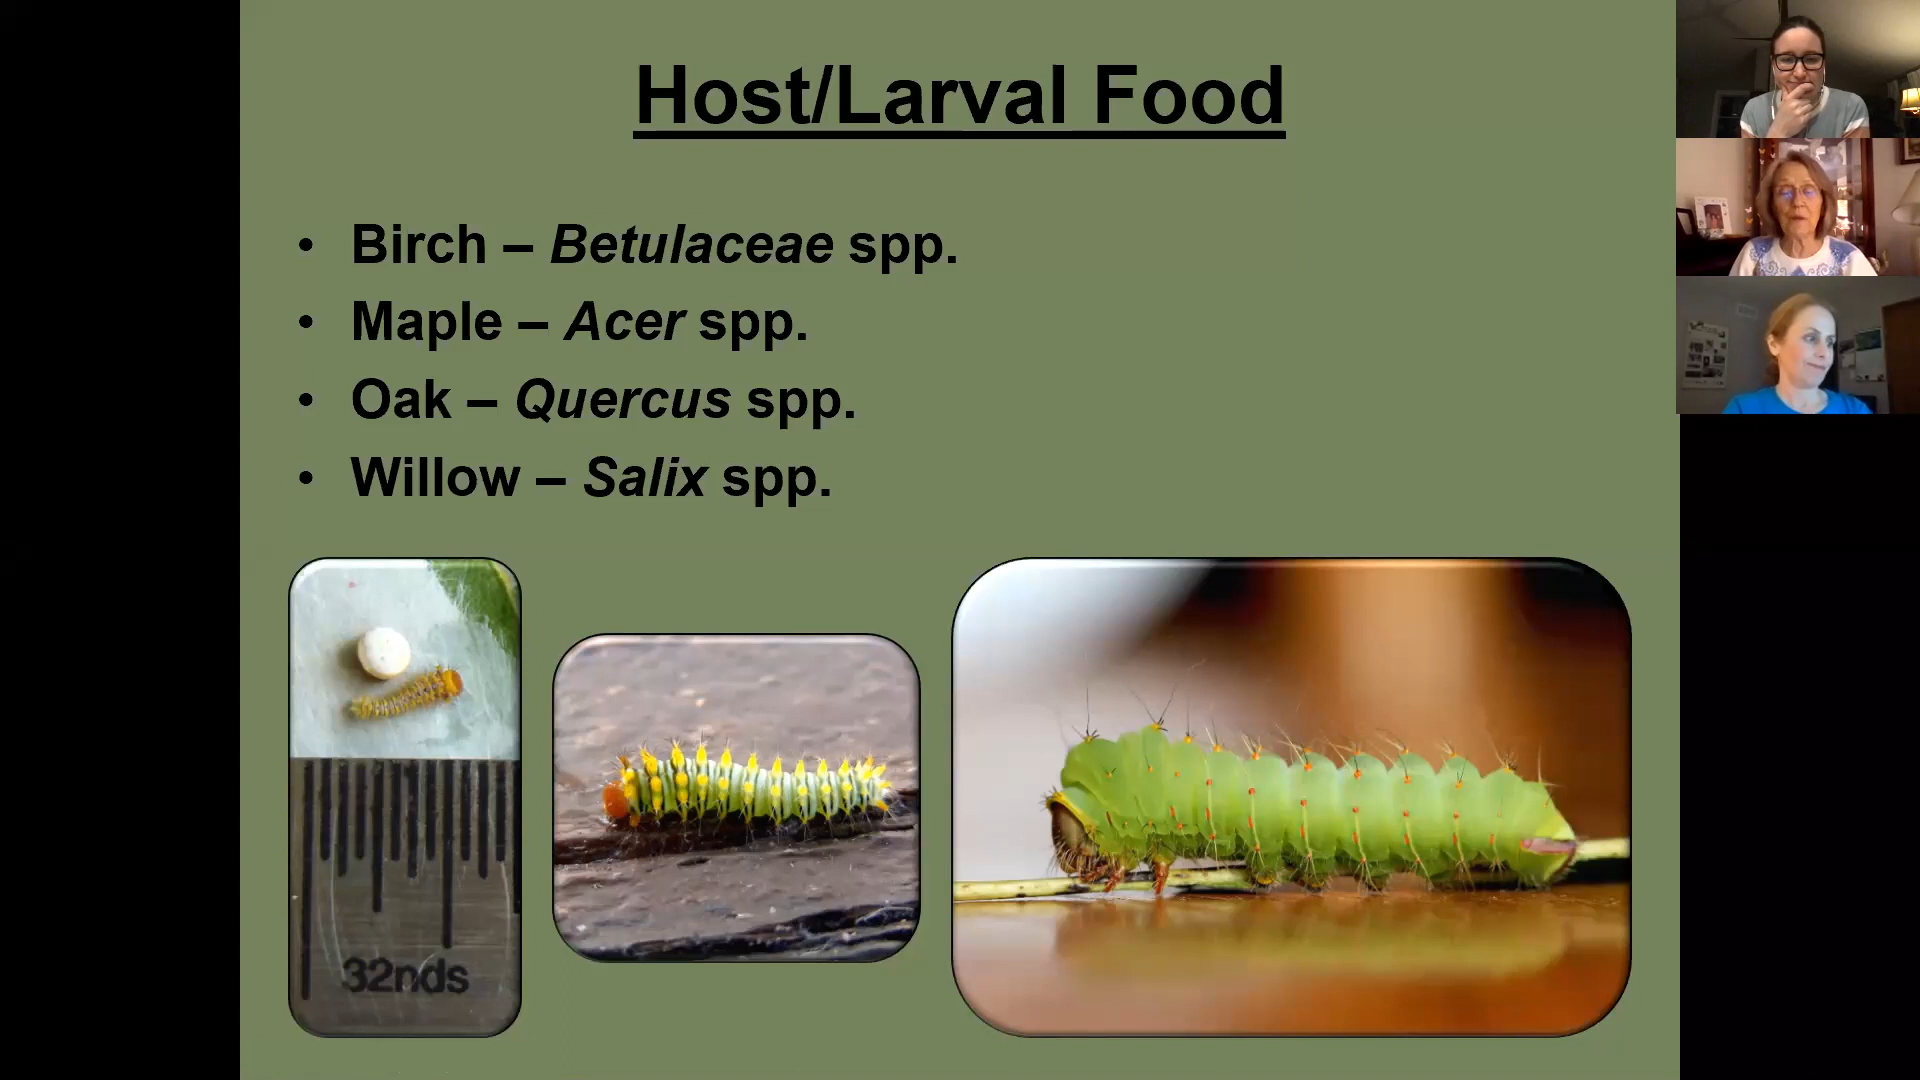 Host/Larval Food
• Birch – Betulaceae spp.
• Maple – Acer spp.
• Oak – Quercus spp.
• Willow – Salix spp.
32nds